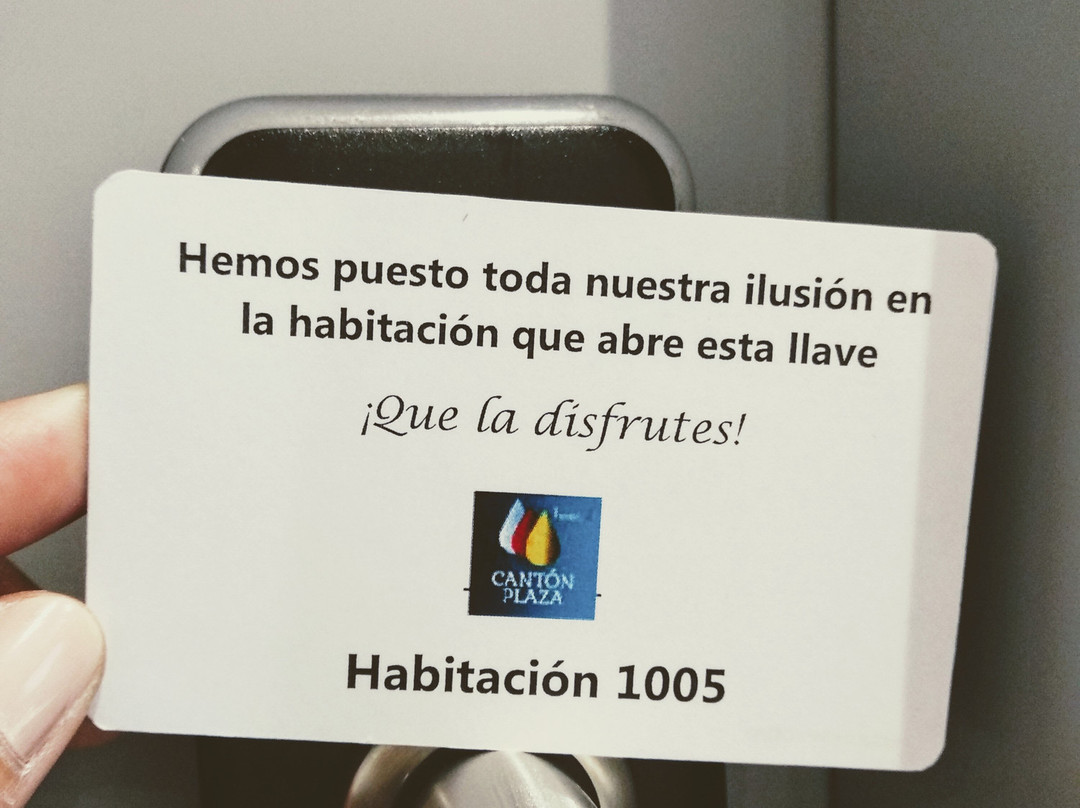 Hemos puesto toda nuestra ilusión en
la habitación que abre esta llave
¡Que la disfrutes!
CANTÓN
PLAZA
Habitación 1005